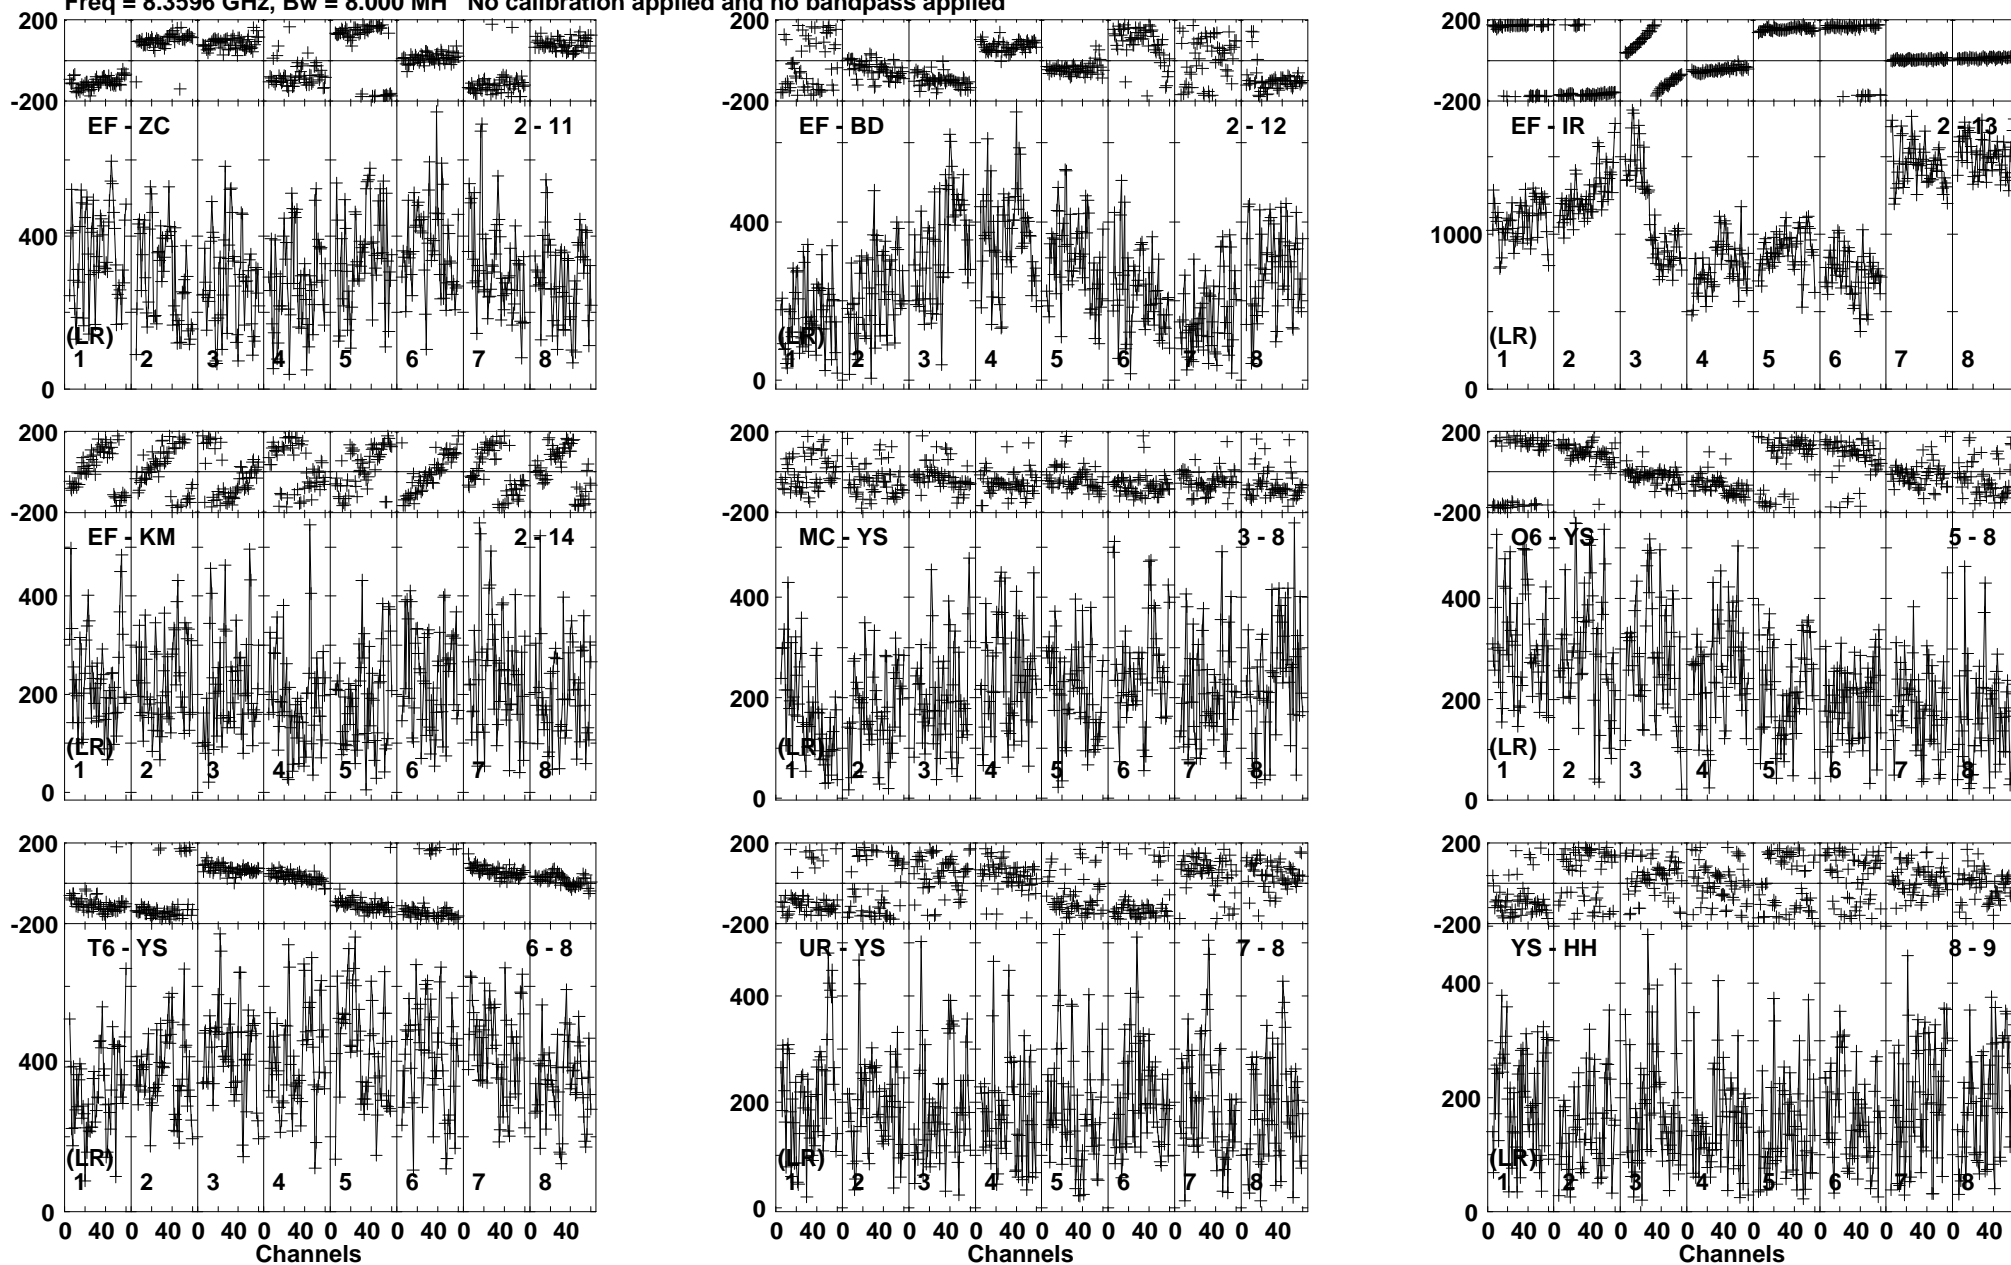 Freq = 8.3596 GHz, Bw = 8.000 MH No calibration applied and no bandpass applied
200 200 200
-200 -200 -200
EF - ZC 2 - 11 EF - BD 2 - 12 EF - IR 2 - 13
400 400 1000
(LR) (LR) (LR)
1 2 3 4 5 6 7 8 1 2 3 4 5 6 7 8 1 2 3 4 5 6 7 8
0 0 0
200 200 200
-200 -200 -200
EF - KM 2 - 14 MC - YS 3 - 8 O6 - YS 5 - 8
400 400 400
200 200 200
(LR) (LR) (LR)
1 2 3 4 5 6 7 8 1 2 3 4 5 6 7 8 1 2 3 4 5 6 7 8
0 0 0
200 200 200
-200 -200 -200
T6 - YS 6 - 8 UR - YS 7 - 8 YS - HH 8 - 9
400 400 400
200 200
(LR) (LR) (LR)
1 2 3 4 5 6 7 8 1 2 3 4 5 6 7 8 1 2 3 4 5 6 7 8
0 0 0
0 40 0 40 0 40 0 40 0 40 0 40 0 40 0 40 0 40 0 40 0 40 0 40 0 40 0 40 0 40 0 40 0 40 0 40 0 40 0 40 0 40 0 40 0 40 0 40
Channels Channels Channels